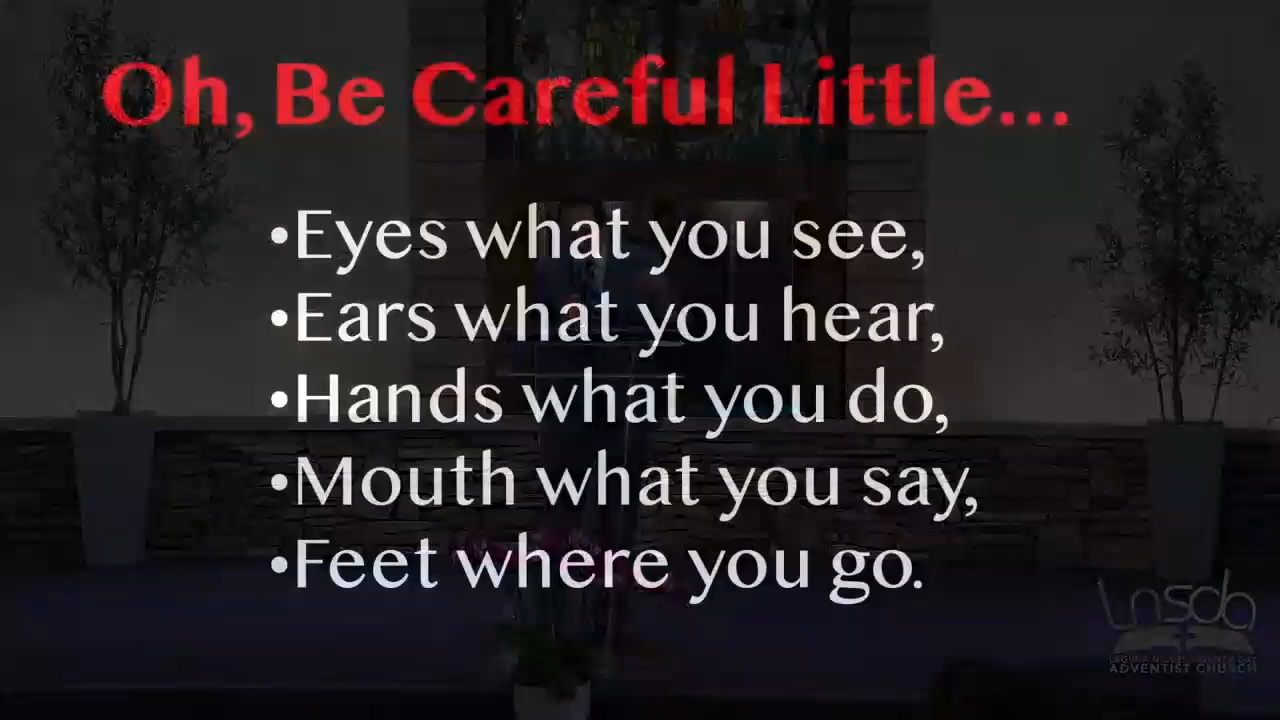 Oh, Be Careful Little...
•Eyes what you see,
•Ears what you hear,
•Hands what you do,
•Mouth what you say,
•Feet where you go.
lnsda
ADVENTIST CHURCH